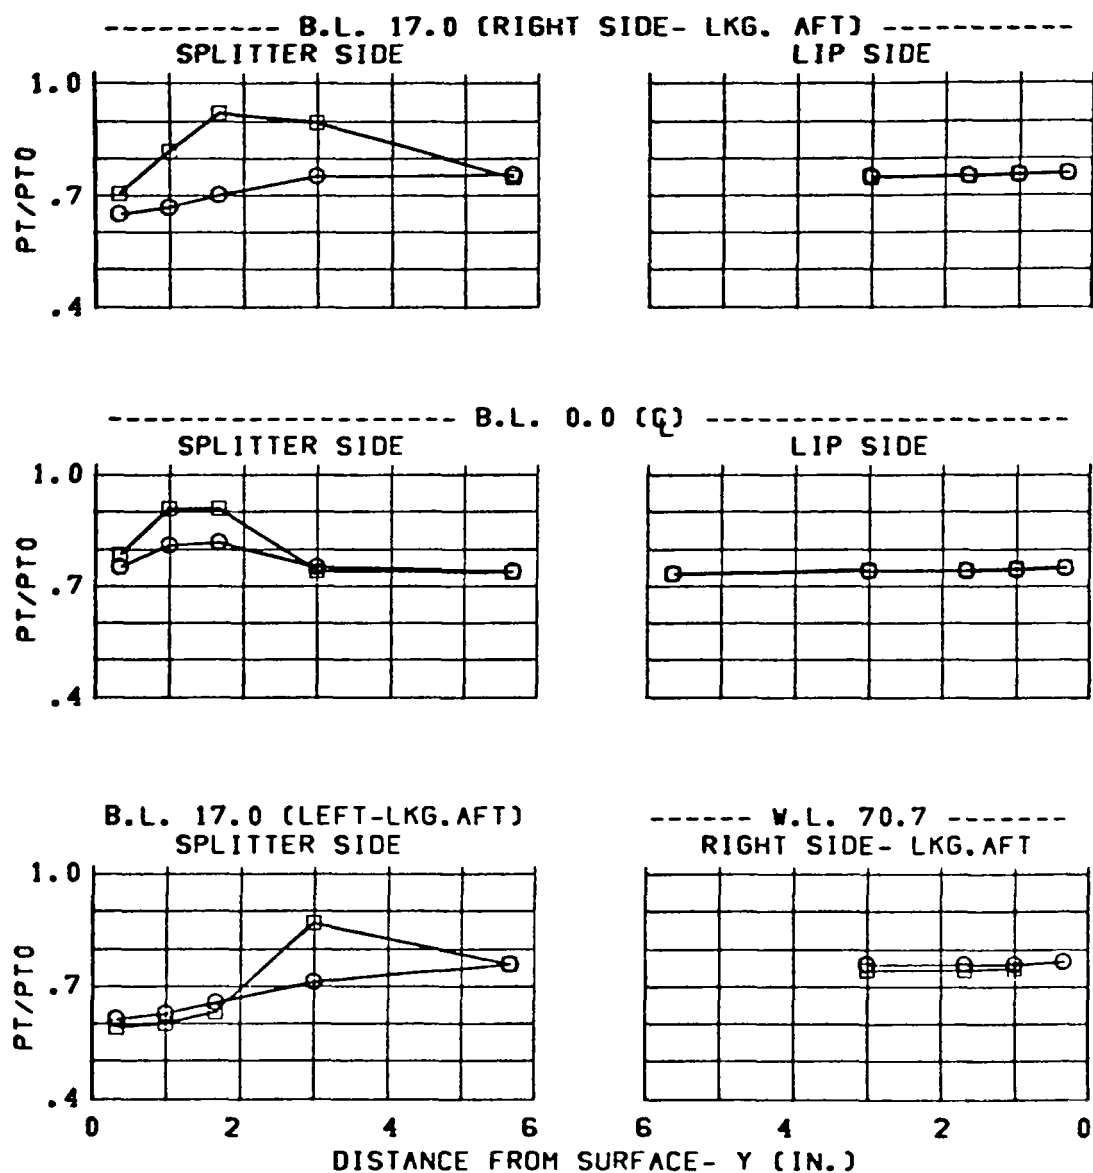 ---------- B.L. 17.0 (RIGHT SIDE- LKG. AFT) ----------
SPLITTER SIDE LIP SIDE
1.0
PT/PTO
.7
.4
------------------ B.L. 0.0 (℄) ------------------
SPLITTER SIDE LIP SIDE
1.0
PT/PTO
.7
.4
B.L. 17.0 (LEFT-LKG.AFT) ------ W.L. 70.7 ------
SPLITTER SIDE RIGHT SIDE- LKG.AFT
1.0
PT/PTO
.7
.4
0 2 4 6 6 4 2 0
DISTANCE FROM SURFACE- Y (IN.)